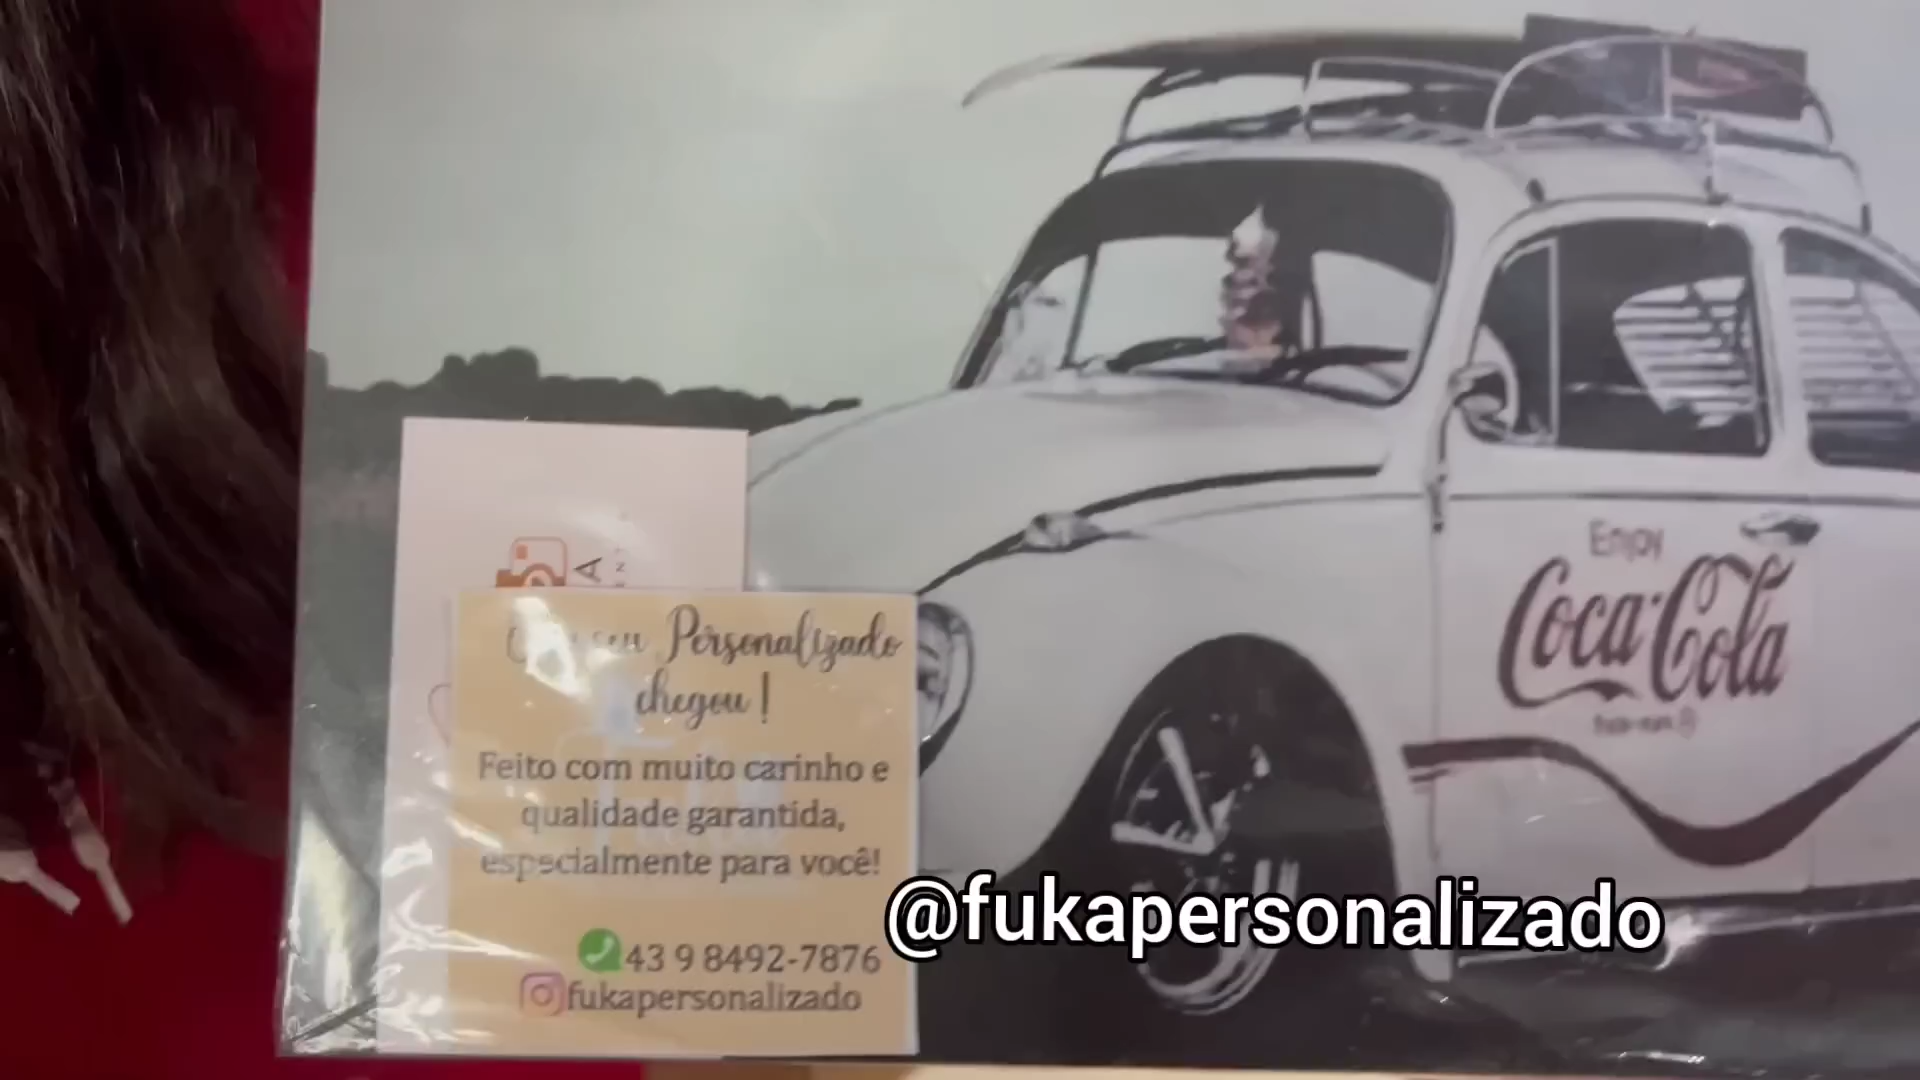 Enjoy
Coca-Cola
seu Personalizado
chegou!
Feito com muito carinho e
qualidade garantida,
especialmente para você!
43 9 8492-7876
fukapersonalizado
@fukapersonalizado